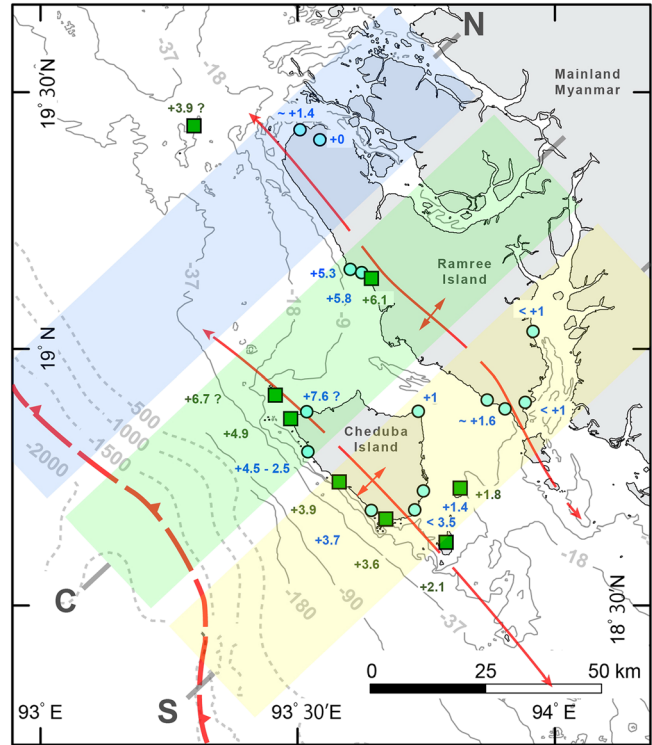 N
-37
-18
Mainland
Myanmar
19° 30'N
+3.9 ?
~ +1.4
+0
-37
+5.3
+5.8
+6.1
Ramree
Island
-18
-9
< +1
19° N
+6.7 ?
+7.6 ?
+1
~ +1.6
< +1
500
1000
-1500
-2000
+4.9
Cheduba
Island
+4.5 - 2.5
+3.9
+1.8
+1.4
< 3.5
+3.7
+3.6
-18
+2.1
-180
-90
-37
18° 30'N
C
S
0
25
50 km
93° E
93° 30'E
94° E